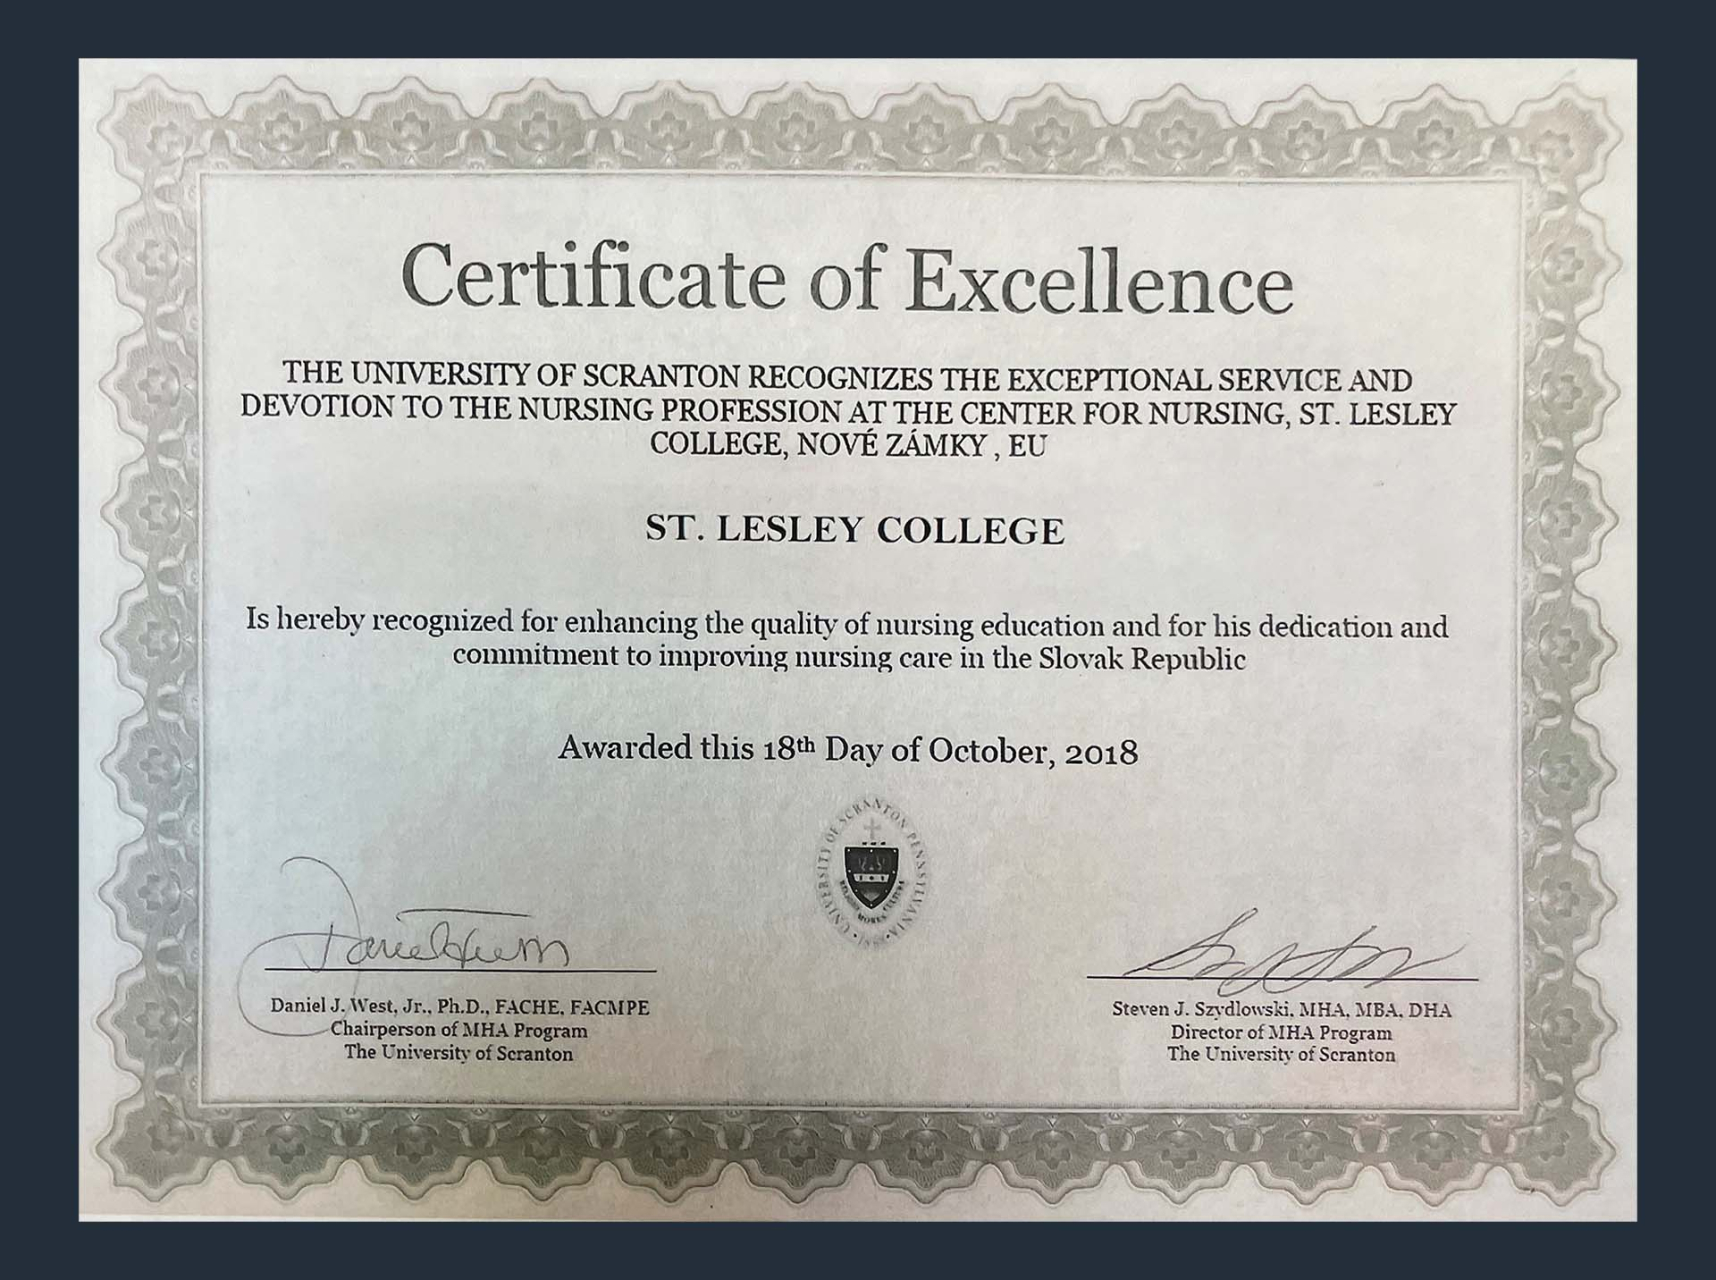 Certificate of Excellence
THE UNIVERSITY OF SCRANTON RECOGNIZES THE EXCEPTIONAL SERVICE AND
DEVOTION TO THE NURSING PROFESSION AT THE CENTER FOR NURSING, ST. LESLEY
COLLEGE, NOVÉ ZÁMKY , EU
ST. LESLEY COLLEGE
Is hereby recognized for enhancing the quality of nursing education and for his dedication and
commitment to improving nursing care in the Slovak Republic
Awarded this 18th Day of October, 2018
UNIVERSITY OF SCRANTON PENNSYLVANIA
Daniel J. West, Jr., Ph.D., FACHE, FACMPE
Chairperson of MHA Program
The University of Scranton
Steven J. Szydlowski, MHA, MBA, DHA
Director of MHA Program
The University of Scranton